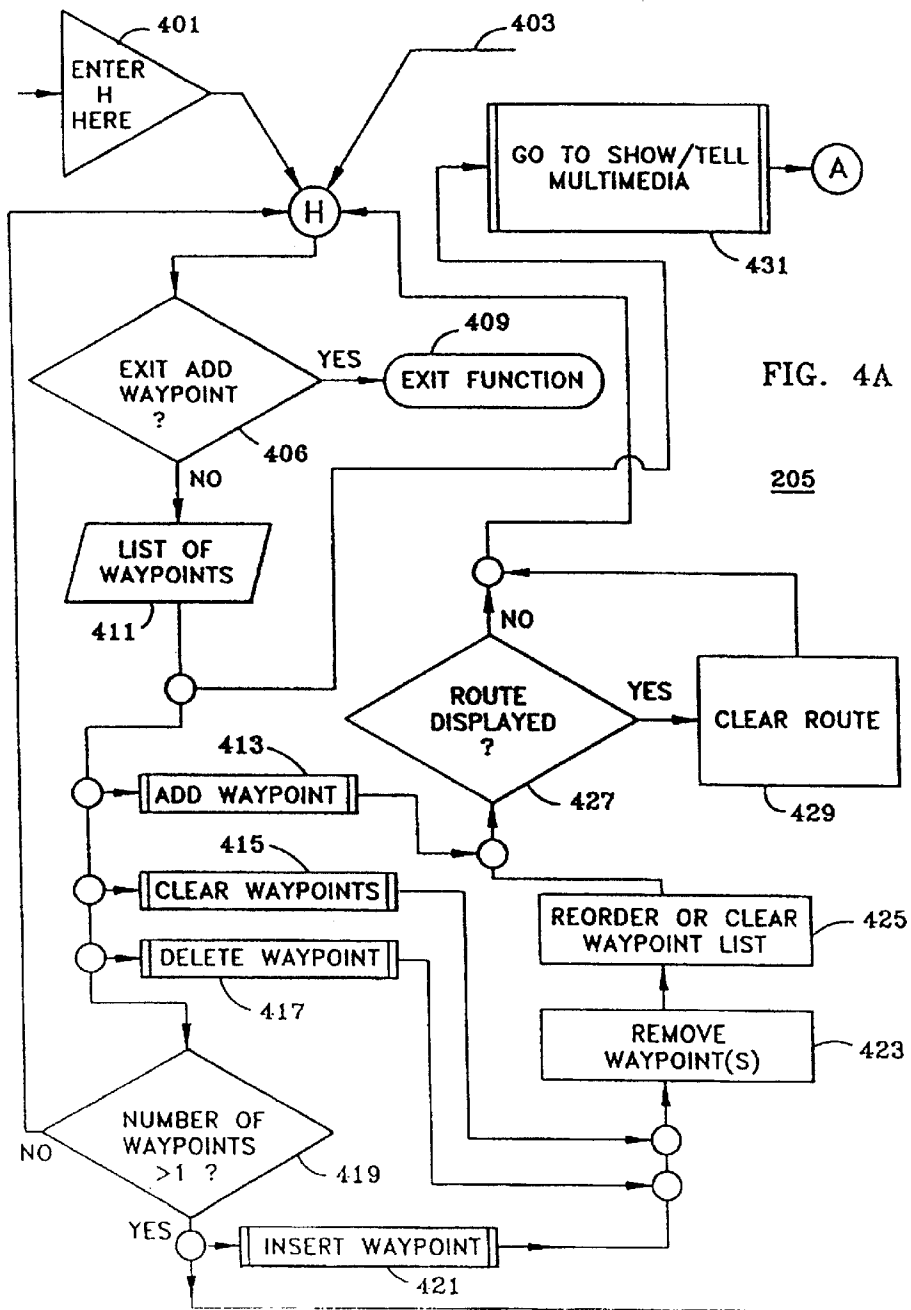 401
ENTER
H
HERE
403
GO TO SHOW/TELL
MULTIMEDIA
A
431
H
EXIT ADD
WAYPOINT
?
406
YES
409
EXIT FUNCTION
FIG. 4A
205
NO
LIST OF
WAYPOINTS
411
NO
ROUTE
DISPLAYED
?
427
YES
CLEAR ROUTE
429
413
ADD WAYPOINT
415
CLEAR WAYPOINTS
DELETE WAYPOINT
417
REORDER OR CLEAR
WAYPOINT LIST
425
REMOVE
WAYPOINT(S)
423
NUMBER OF
WAYPOINTS
>1 ?
419
NO
YES
INSERT WAYPOINT
421